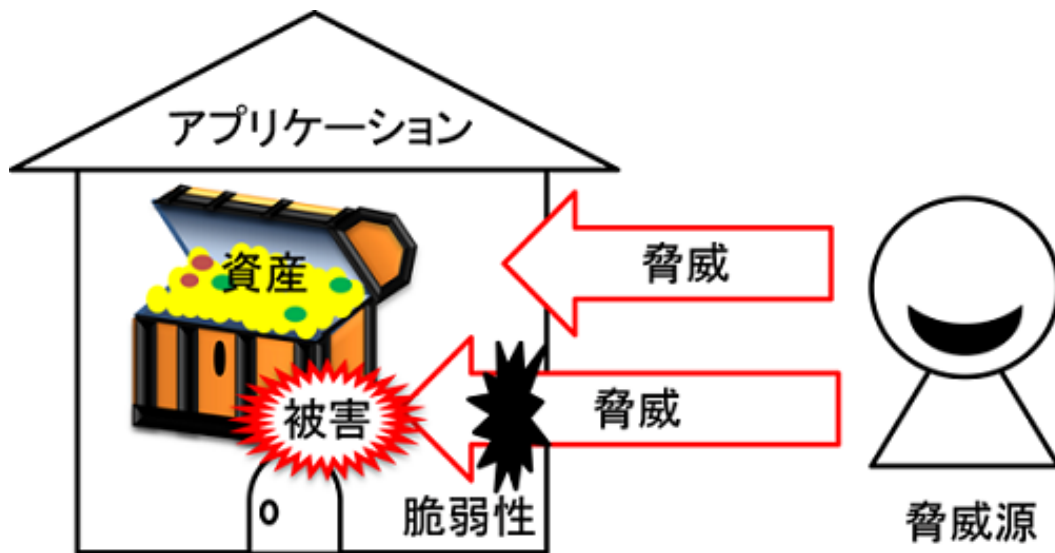 アプリケーション
資産
脅威
被害
脅威
脆弱性
脅威源